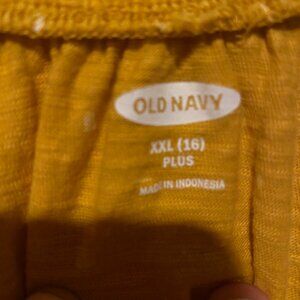 OLD NAVY
XXL (16)
PLUS
MADE IN INDONESIA